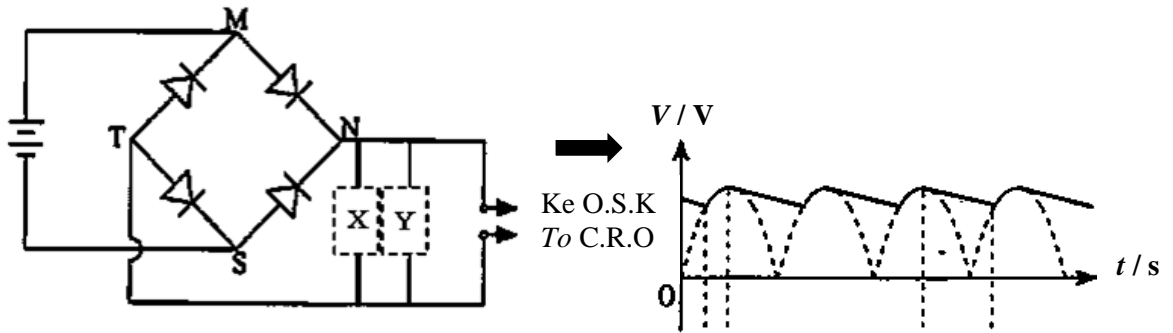 M
V / V
T
N
X Y
Ke O.S.K
To C.R.O
S
0
t / s